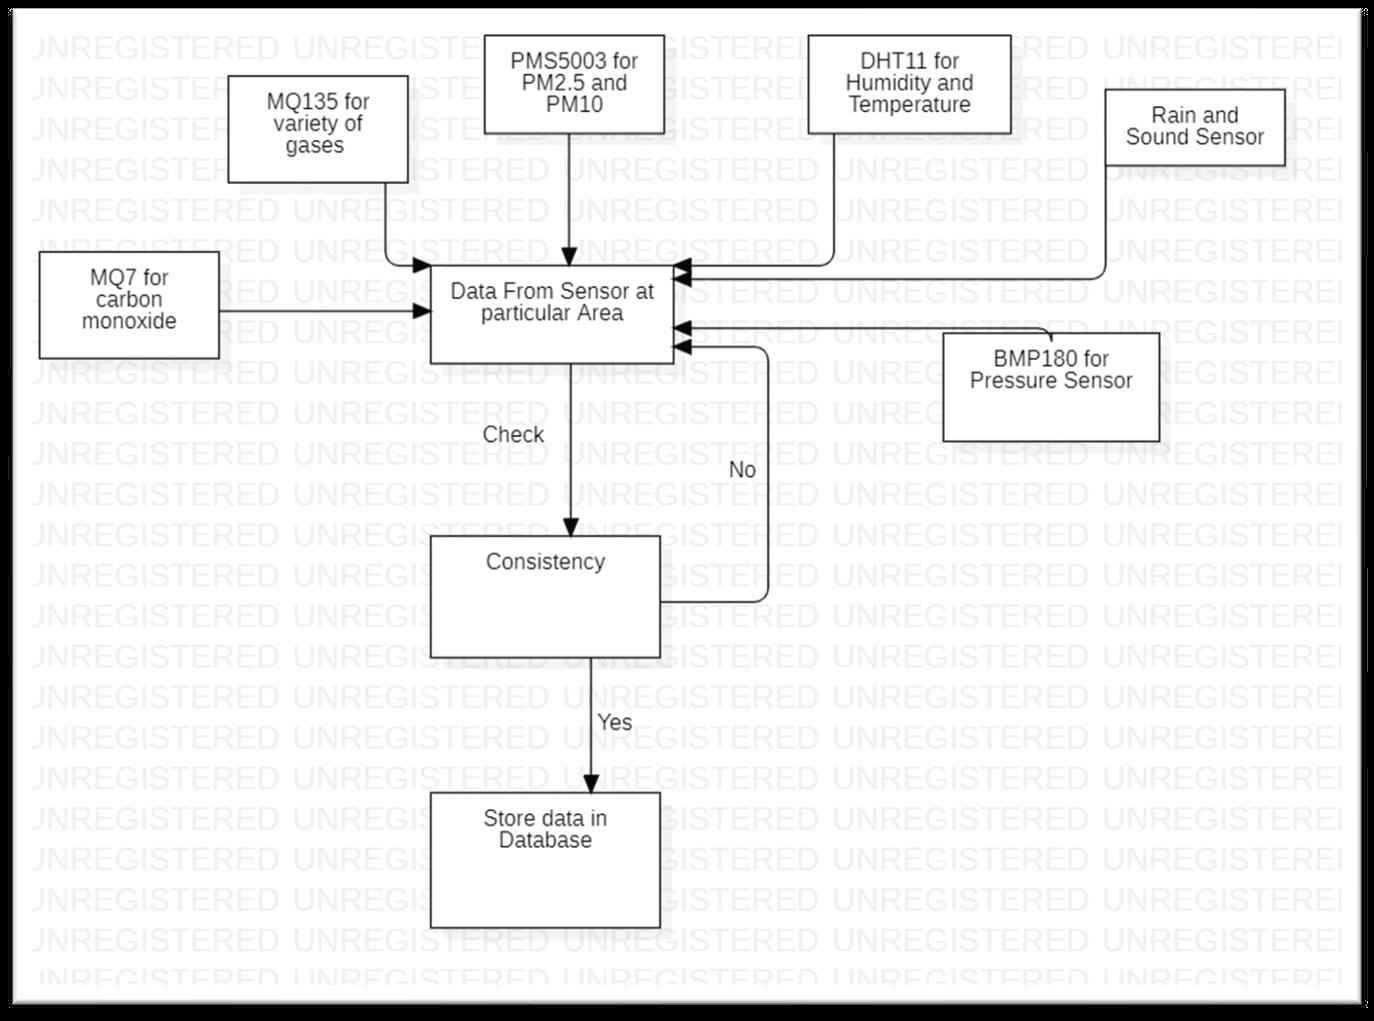 PMS5003 for
PM2.5 and
PM10
DHT11 for
Humidity and
Temperature
MQ135 for
variety of
gases
Rain and
Sound Sensor
MQ7 for
carbon
monoxide
Data From Sensor at
particular Area
BMP180 for
Pressure Sensor
Check
No
Consistency
Yes
Store data in
Database
UNREGISTERED